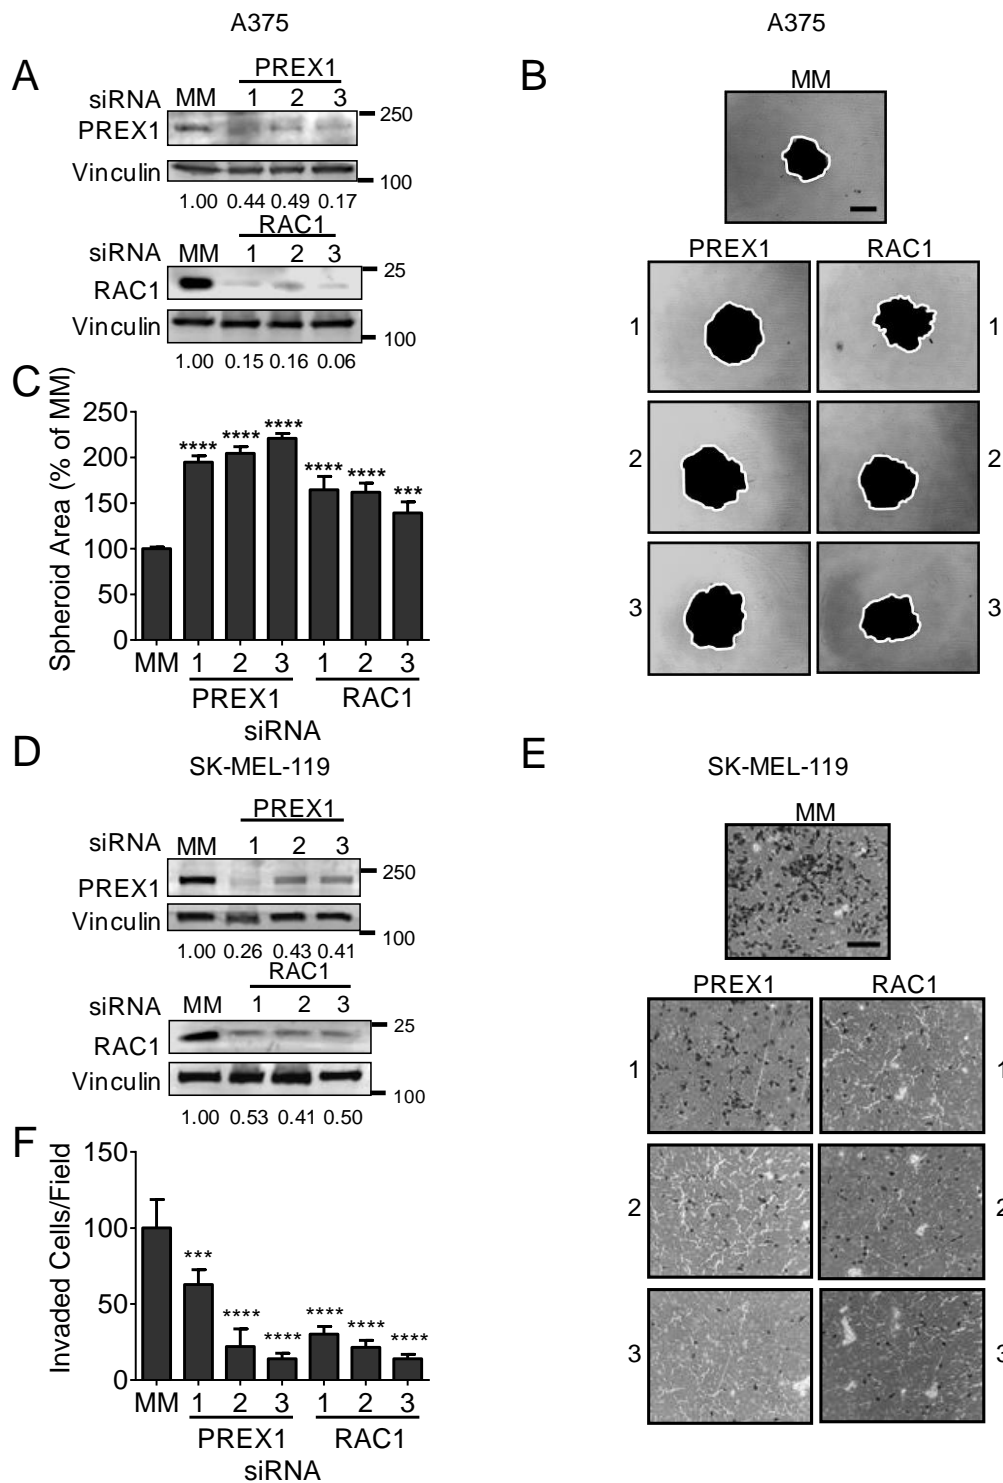 A375
A
PREX1
siRNA MM 1 2 3
PREX1
250
Vinculin
100
1.00 0.44 0.49 0.17
RAC1
siRNA MM 1 2 3
RAC1
25
Vinculin
100
1.00 0.15 0.16 0.06
A375
B
MM
PREX1 RAC1
1 1
2 2
3 3
C
Spheroid Area (% of MM)
250
200
150
100
50
0
**** **** **** **** **** ***
MM 1 2 3 1 2 3
PREX1 RAC1
siRNA
D
SK-MEL-119
PREX1
siRNA MM 1 2 3
PREX1
250
Vinculin
100
1.00 0.26 0.43 0.41
RAC1
siRNA MM 1 2 3
RAC1
25
Vinculin
100
1.00 0.53 0.41 0.50
E
SK-MEL-119
MM
PREX1 RAC1
1 1
2 2
3 3
F
Invaded Cells/Field
150
100
50
0
*** **** **** **** **** ****
MM 1 2 3 1 2 3
PREX1 RAC1
siRNA